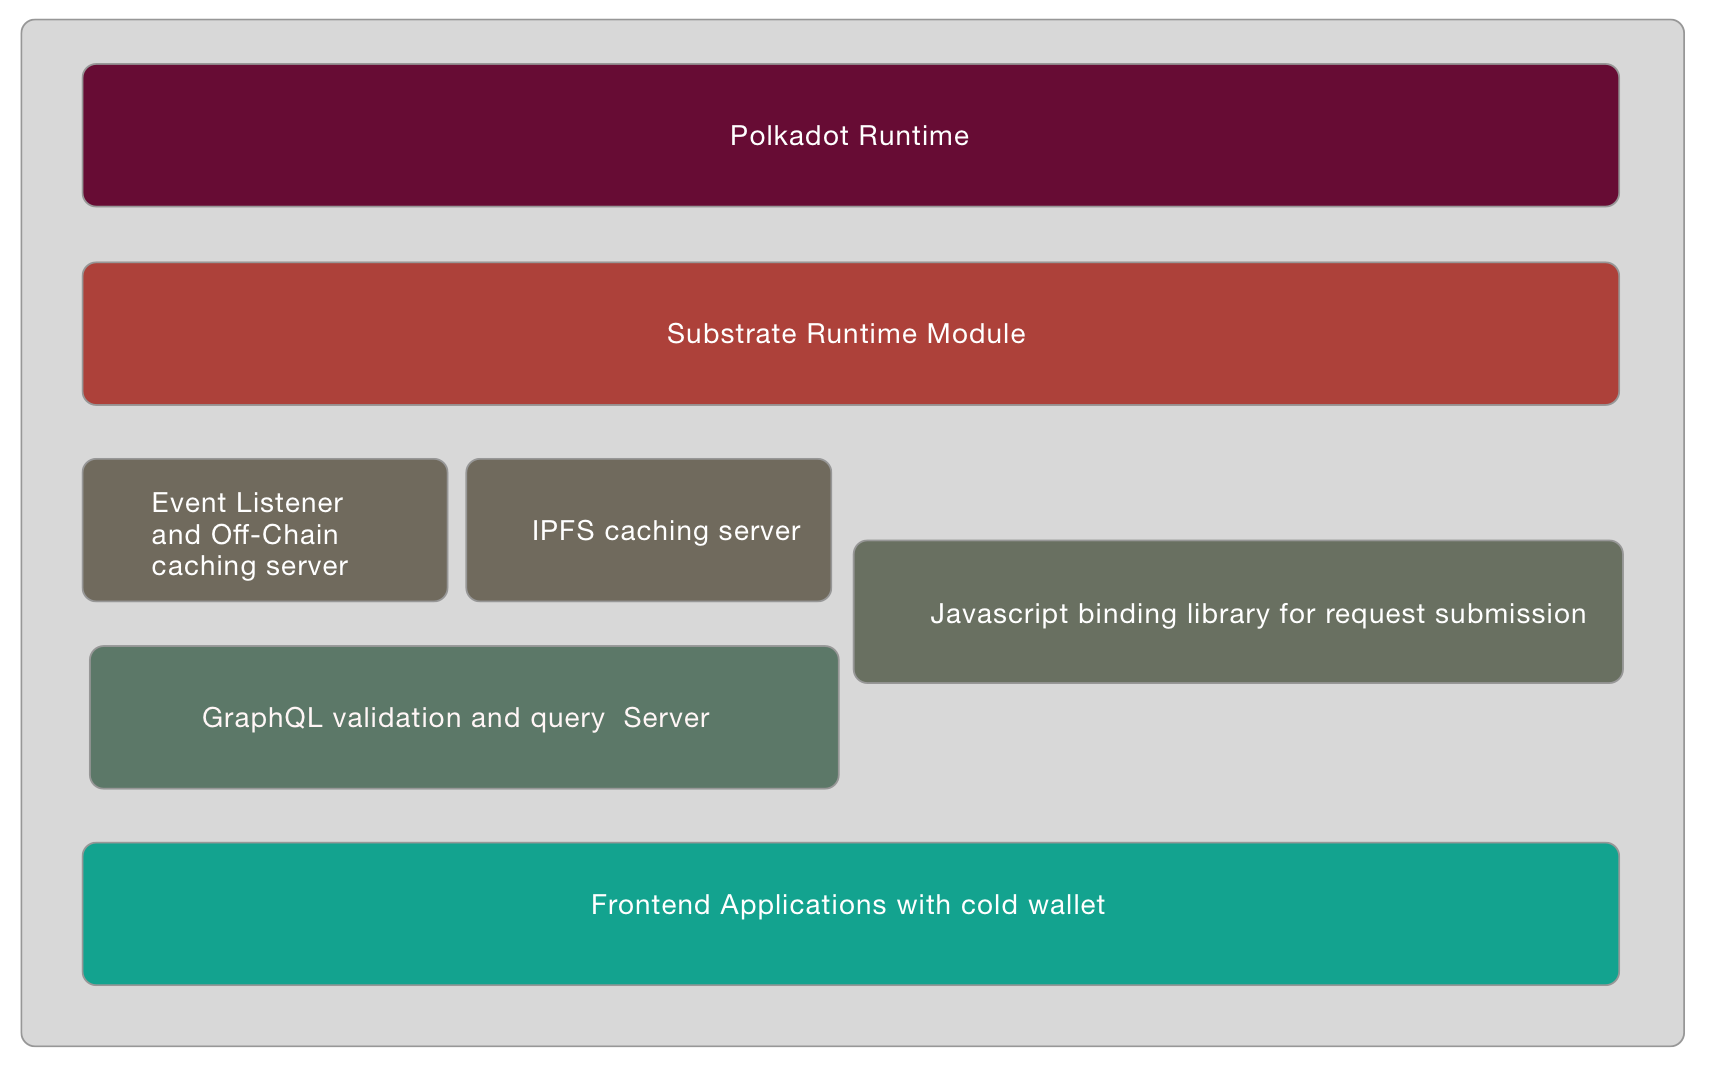 Polkadot Runtime
Substrate Runtime Module
Event Listener
and Off-Chain
caching server
IPFS caching server
Javascript binding library for request submission
GraphQL validation and query  Server
Frontend Applications with cold wallet